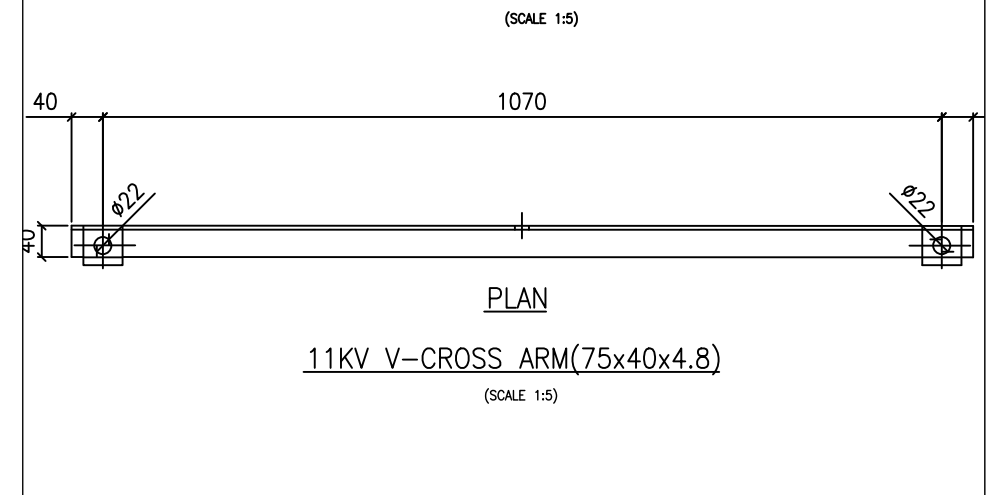 (SCALE 1:5)
40
1070
ø22
ø22
40
PLAN
11KV V-CROSS ARM(75x40x4.8)
(SCALE 1:5)